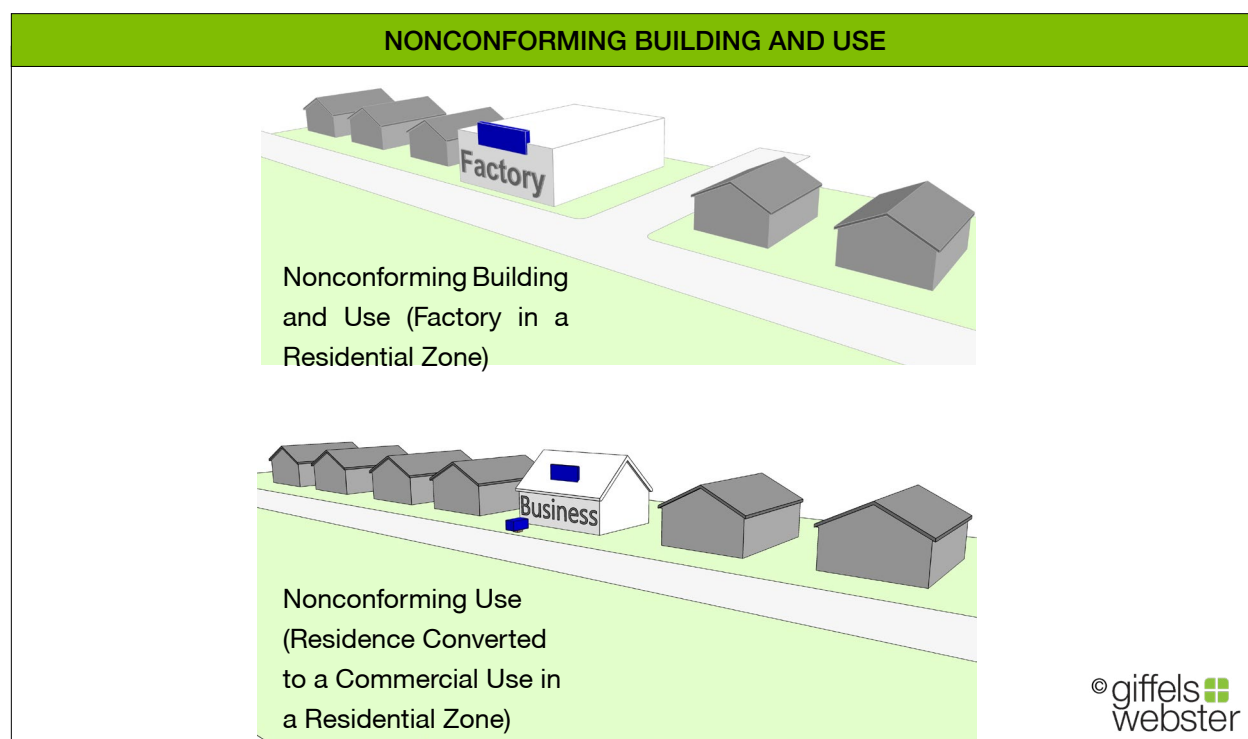 NONCONFORMING BUILDING AND USE
Factory
Nonconforming Building
and Use (Factory in a
Residential Zone)
Business
Nonconforming Use
(Residence Converted
to a Commercial Use in
a Residential Zone)
© giffels
webster